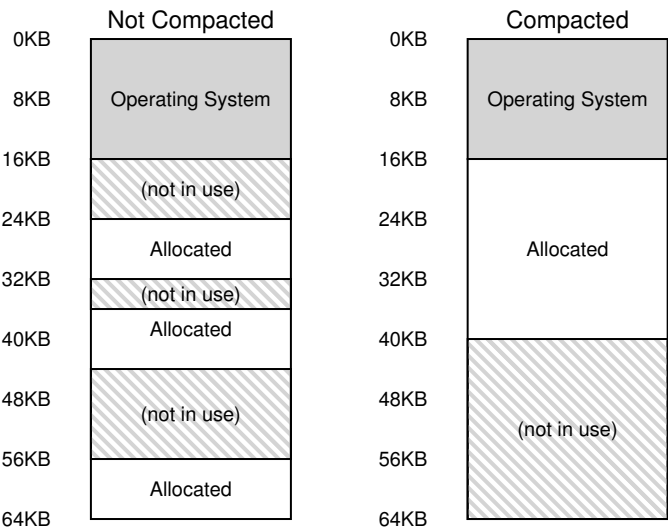 Not Compacted
0KB
8KB
Operating System
16KB
(not in use)
24KB
Allocated
32KB
(not in use)
Allocated
40KB
48KB
(not in use)
56KB
Allocated
64KB
Compacted
0KB
8KB
Operating System
16KB
24KB
Allocated
32KB
40KB
48KB
(not in use)
56KB
64KB